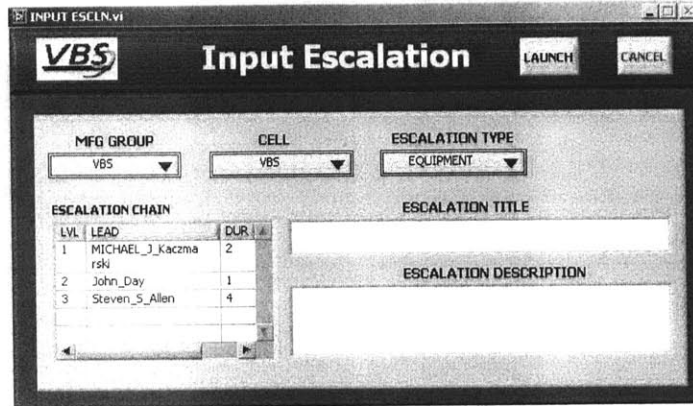 INPUT ESCLN.vi
VBS Input Escalation LAUNCH CANCEL
MFG GROUP CELL ESCALATION TYPE
VBS VBS EQUIPMENT
ESCALATION CHAIN ESCALATION TITLE
LVL LEAD DUR
1 MICHAEL_J_Kaczma 2
rski
2 John_Day 1
3 Steven_S_Allen 4
ESCALATION DESCRIPTION